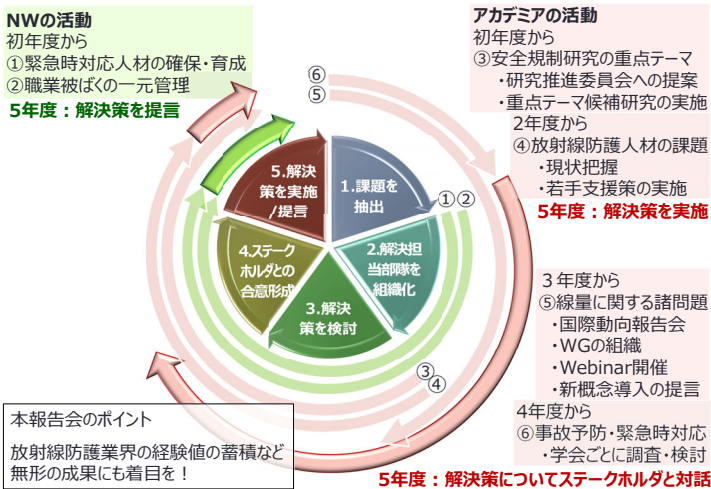 NWの活動
初年度から
①緊急時対応人材の確保・育成
②職業被ばくの一元管理
5年度：解決策を提言
アカデミアの活動
初年度から
③安全規制研究の重点テーマ
・研究推進委員会への提案
・重点テーマ候補研究の実施
2年度から
④放射線防護人材の課題
・現状把握
・若手支援策の実施
5年度：解決策を実施
３年度から
⑤線量に関する諸問題
・国際動向報告会
・WGの組織
・Webinar開催
・新概念導入の提言
4年度から
⑥事故予防・緊急時対応
・学会ごとに調査・検討
5年度：解決策についてステークホルダと対話
⑥
⑤
①②
③
④
1.課題を
抽出
2.解決担
当部隊を
組織化
3.解決
策を検討
4.ステーク
ホルダとの
合意形成
5.解決
策を実施
/提言
本報告会のポイント
放射線防護業界の経験値の蓄積など
無形の成果にも着目を！